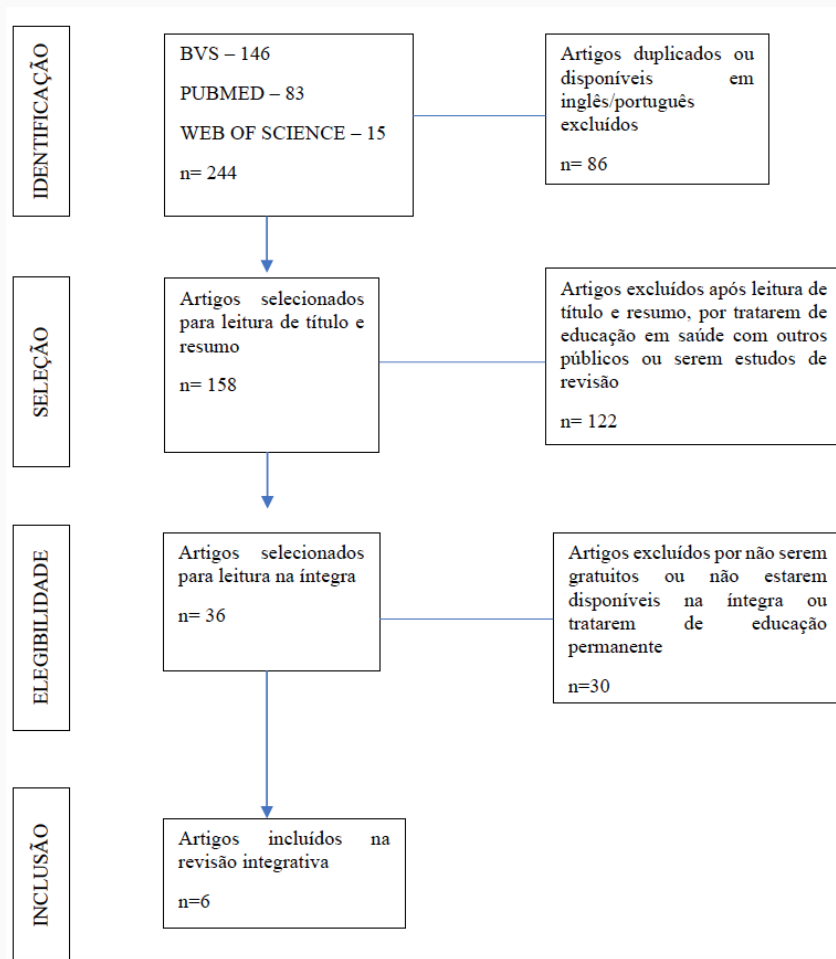 IDENTIFICAÇÃO
BVS – 146
PUBMED – 83
WEB OF SCIENCE – 15
n= 244
Artigos duplicados ou
disponíveis em
inglês/português
excluídos
n= 86
SELEÇÃO
Artigos selecionados
para leitura de título e
resumo
n= 158
Artigos excluídos após leitura de
título e resumo, por tratarem de
educação em saúde com outros
públicos ou serem estudos de
revisão
n= 122
ELEGIBILIDADE
Artigos selecionados
para leitura na íntegra
n= 36
Artigos excluídos por não serem
gratuitos ou não estarem
disponíveis na íntegra ou
tratarem de educação
permanente
n=30
INCLUSÃO
Artigos incluídos na
revisão integrativa
n=6